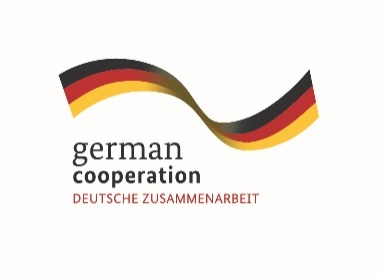 german
cooperation
DEUTSCHE ZUSAMMENARBEIT